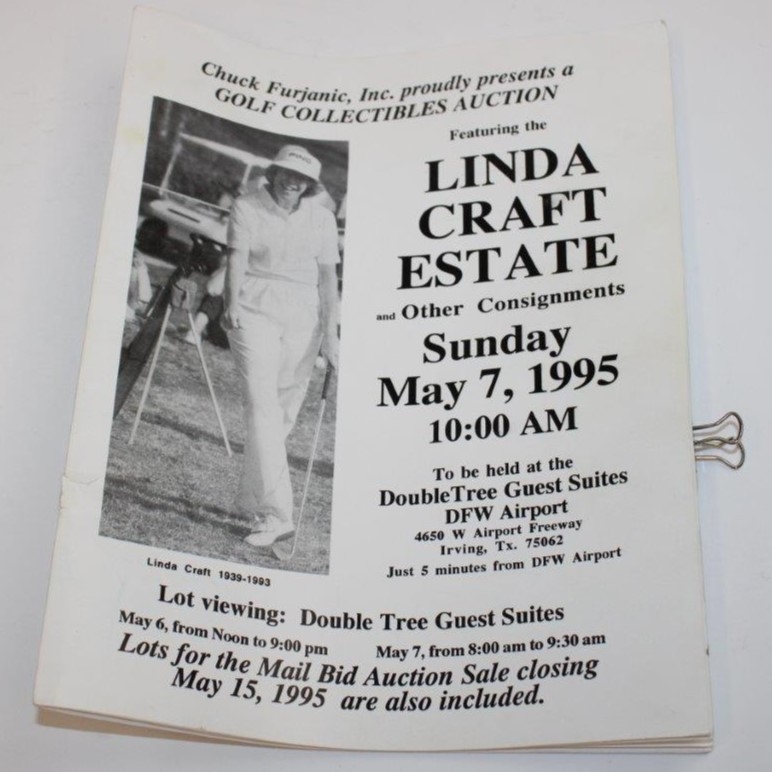 Chuck Furjanic, Inc. proudly presents a
GOLF COLLECTIBLES AUCTION
Featuring the
LINDA
CRAFT
ESTATE
and Other Consignments
Sunday
May 7, 1995
10:00 AM
To be held at the
DoubleTree Guest Suites
DFW Airport
4650 W Airport Freeway
Irving, Tx. 75062
Just 5 minutes from DFW Airport
PING
Linda Craft 1939-1993
Lot viewing: Double Tree Guest Suites
May 6, from Noon to 9:00 pm May 7, from 8:00 am to 9:30 am
Lots for the Mail Bid Auction Sale closing
May 15, 1995 are also included.